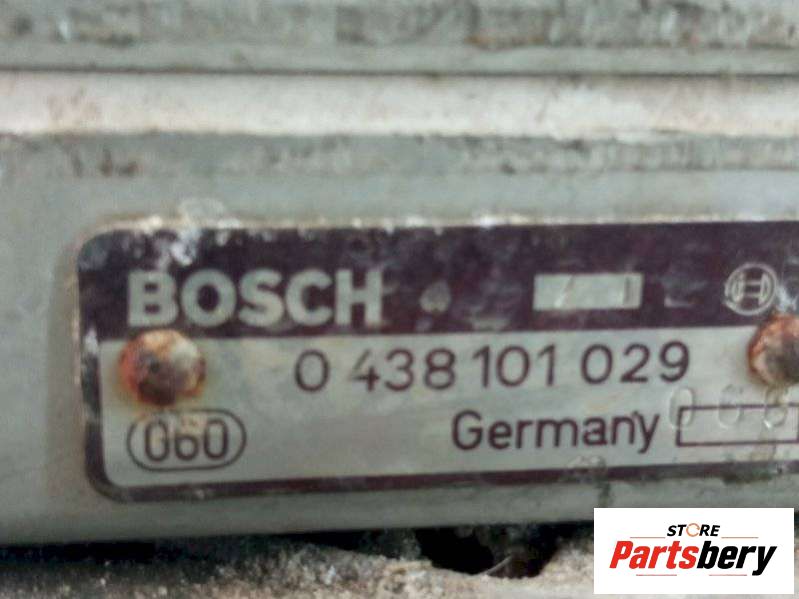 BOSCH
0 438 101 029
060 Germany
STORE
Partsbery